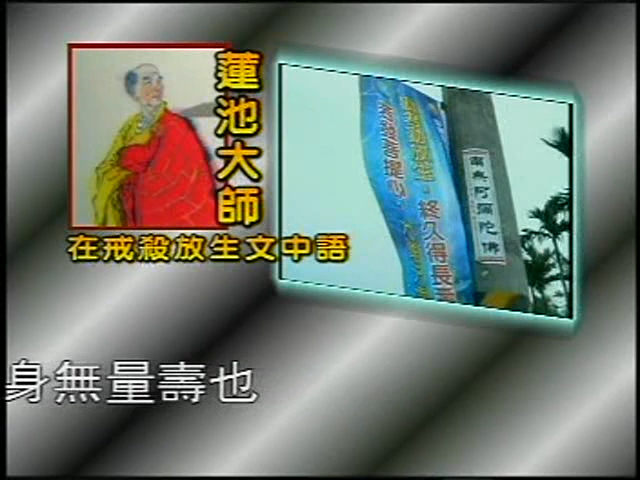 蓮池大師
在戒殺放生文中語
終久得長壽
南無阿彌陀佛
身無量壽也